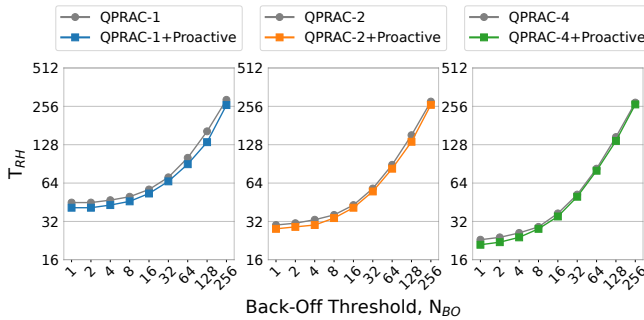 QPRAC-1 QPRAC-2 QPRAC-4
QPRAC-1+Proactive QPRAC-2+Proactive QPRAC-4+Proactive
512 512 512
256 256 256
128 128 128
64 64 64
32 32 32
16 16 16
T_RH
1 2 4 8 16 32 64 128 256 1 2 4 8 16 32 64 128 256 1 2 4 8 16 32 64 128 256
Back-Off Threshold, N_BO